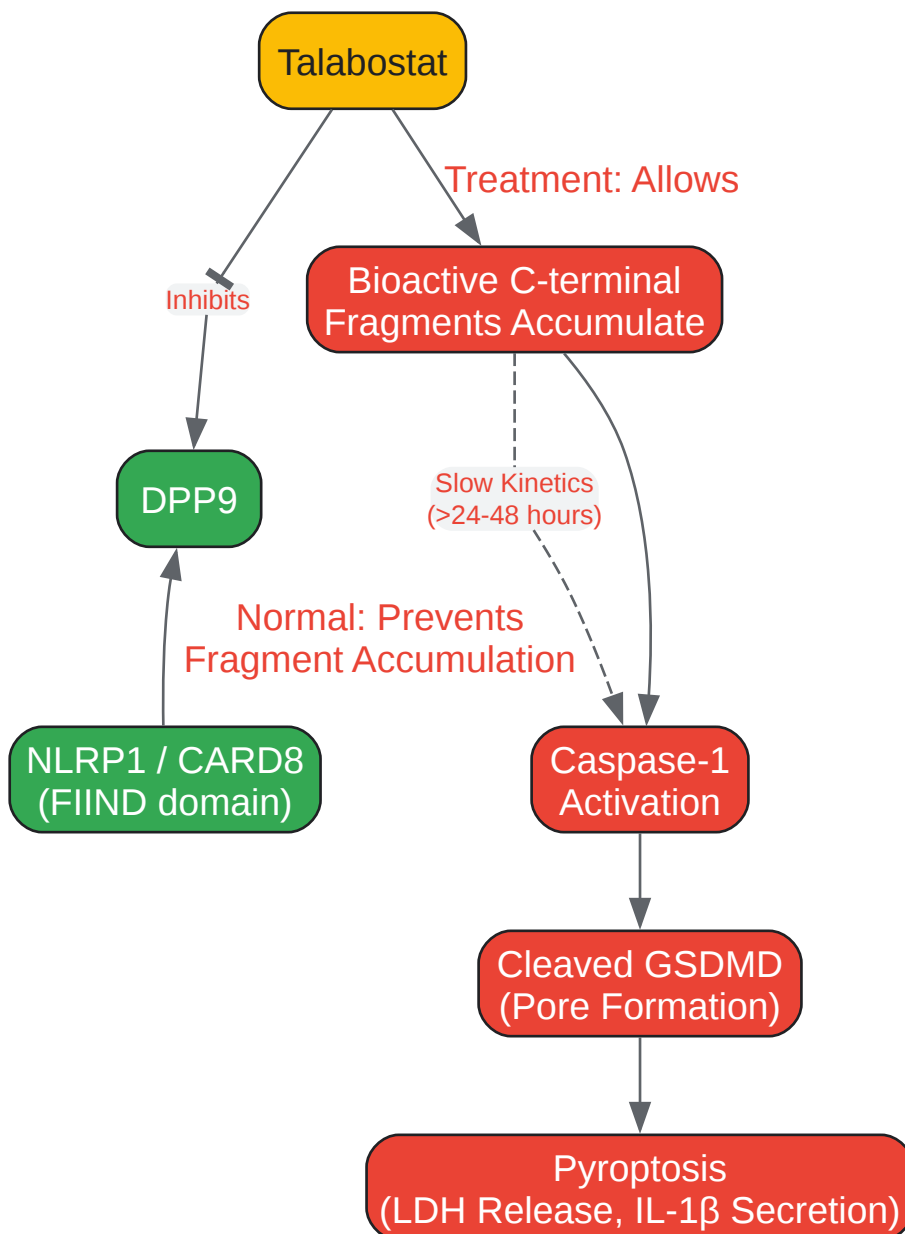 Talabostat
Treatment: Allows
Bioactive C-terminal
Fragments Accumulate
Inhibits
DPP9
Slow Kinetics
(>24-48 hours)
Normal: Prevents
Fragment Accumulation
NLRP1 / CARD8
(FIIND domain)
Caspase-1
Activation
Cleaved GSDMD
(Pore Formation)
Pyroptosis
(LDH Release, IL-1β Secretion)